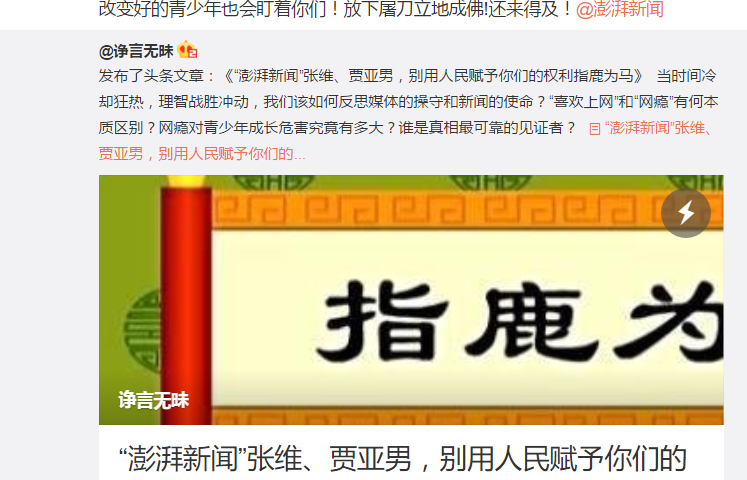 改变好的青少年也会盯着你们！放下屠刀立地成佛!还来得及！@澎湃新闻
@诤言无昧
发布了头条文章：《“澎湃新闻”张维、贾亚男，别用人民赋予你们的权利指鹿为马》 当时间冷
却狂热，理智战胜冲动，我们该如何反思媒体的操守和新闻的使命？“喜欢上网”和“网瘾”有何本
质区别？网瘾对青少年成长危害究竟有多大？谁是真相最可靠的见证者？ “澎湃新闻”张维、
贾亚男，别用人民赋予你们的...
指鹿为
诤言无昧
“澎湃新闻”张维、贾亚男，别用人民赋予你们的